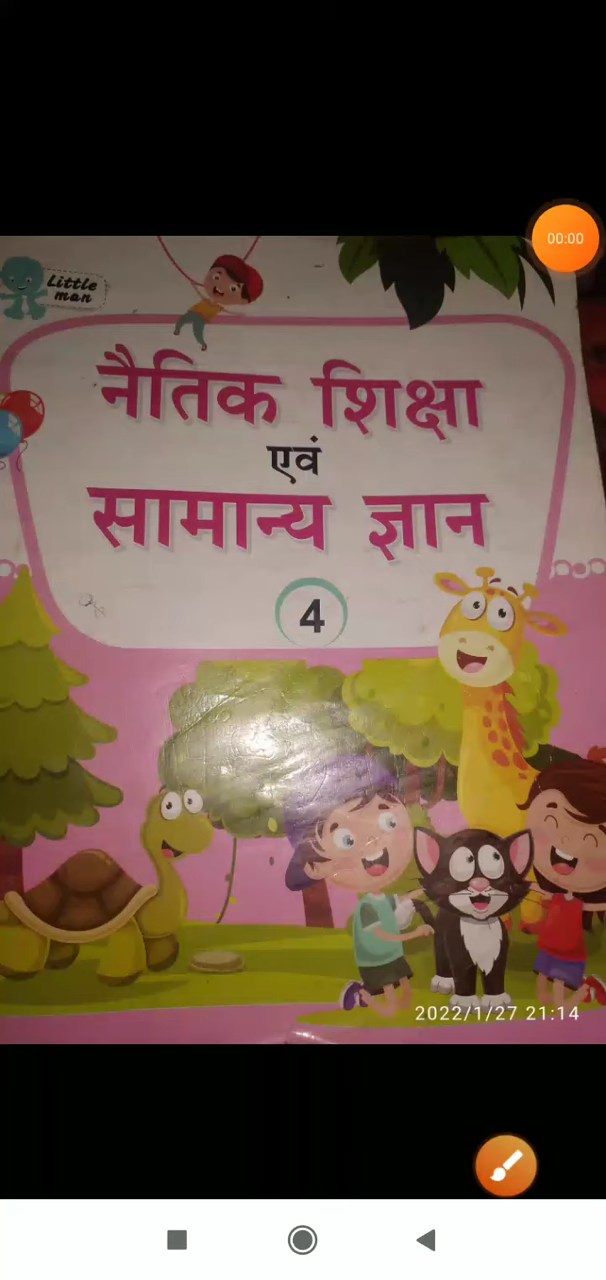 00:00
Little
man
नैतिक शिक्षा
एवं
सामान्य ज्ञान
4
2022/1/27 21:14